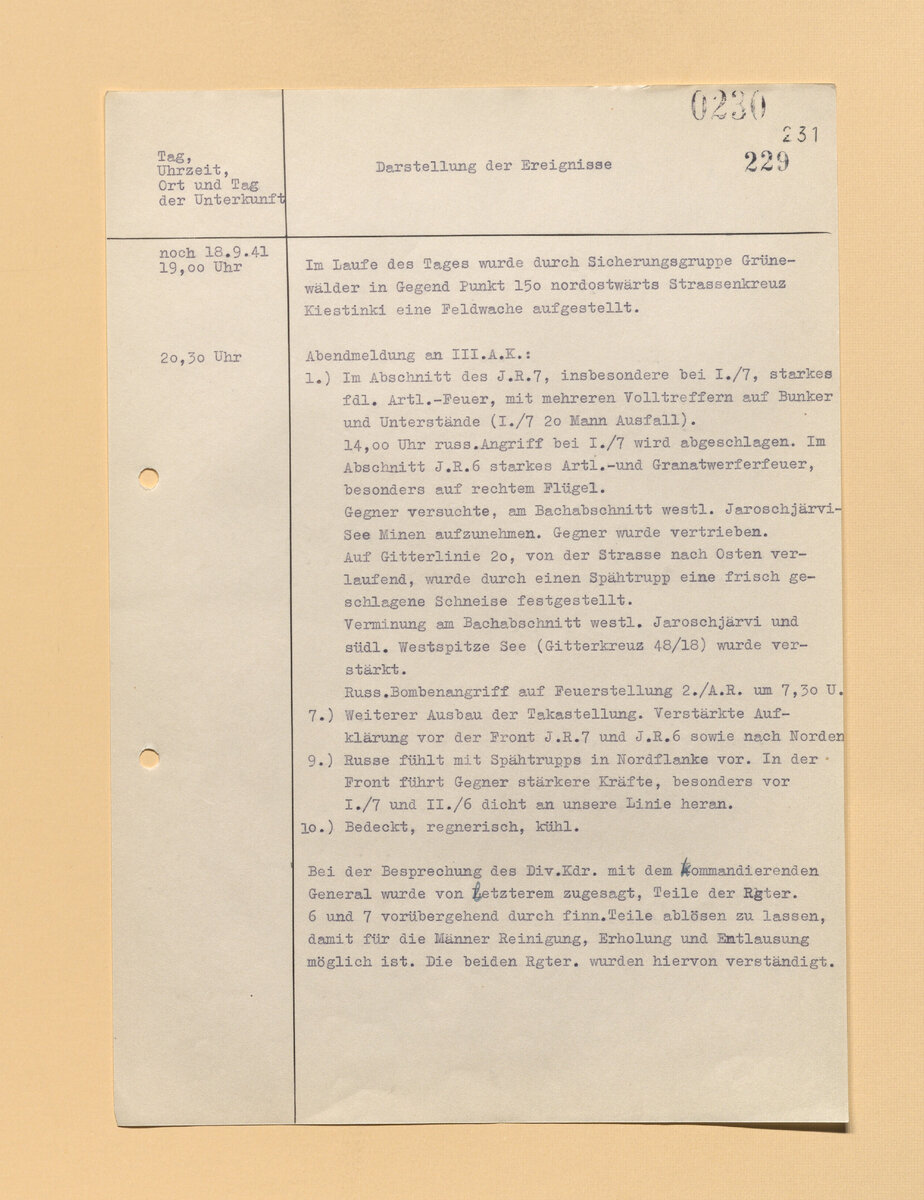 0230
231
229
Tag,
Uhrzeit,
Ort und Tag
der Unterkunft
Darstellung der Ereignisse
noch 18.9.41
19,oo Uhr
Im Laufe des Tages wurde durch Sicherungsgruppe Grüne-
wälder in Gegend Punkt 15o nordostwärts Strassenkreuz
Kiestinki eine Feldwache aufgestellt.
2o,3o Uhr
Abendmeldung an III.A.K.:
1.) Im Abschnitt des J.R.7, insbesondere bei I./7, starkes
fdl. Artl.-Feuer, mit mehreren Volltreffern auf Bunker
und Unterstände (I./7 2o Mann Ausfall).
14,oo Uhr russ.Angriff bei I./7 wird abgeschlagen. Im
Abschnitt J.R.6 starkes Artl.-und Granatwerferfeuer,
besonders auf rechtem Flügel.
Gegner versuchte, am Bachabschnitt westl. Jaroschjärvi-
See Minen aufzunehmen. Gegner wurde vertrieben.
Auf Gitterlinie 2o, von der Strasse nach Osten ver-
laufend, wurde durch einen Spähtrupp eine frisch ge-
schlagene Schneise festgestellt.
Verminung am Bachabschnitt westl. Jaroschjärvi und
südl. Westspitze See (Gitterkreuz 48/18) wurde ver-
stärkt.
Russ.Bombenangriff auf Feuerstellung 2./A.R. um 7,3o U.
7.) Weiterer Ausbau der Takastellung. Verstärkte Auf-
klärung vor der Front J.R.7 und J.R.6 sowie nach Norden
9.) Russe fühlt mit Spähtrupps in Nordflanke vor. In der
Front führt Gegner stärkere Kräfte, besonders vor
I./7 und II./6 dicht an unsere Linie heran.
1o.) Bedeckt, regnerisch, kühl.
Bei der Besprechung des Div.Kdr. mit dem kommandierenden
General wurde von Letzterem zugesagt, Teile der Rgter.
6 und 7 vorübergehend durch finn.Teile ablösen zu lassen,
damit für die Männer Reinigung, Erholung und Entlausung
möglich ist. Die beiden Rgter. wurden hiervon verständigt.